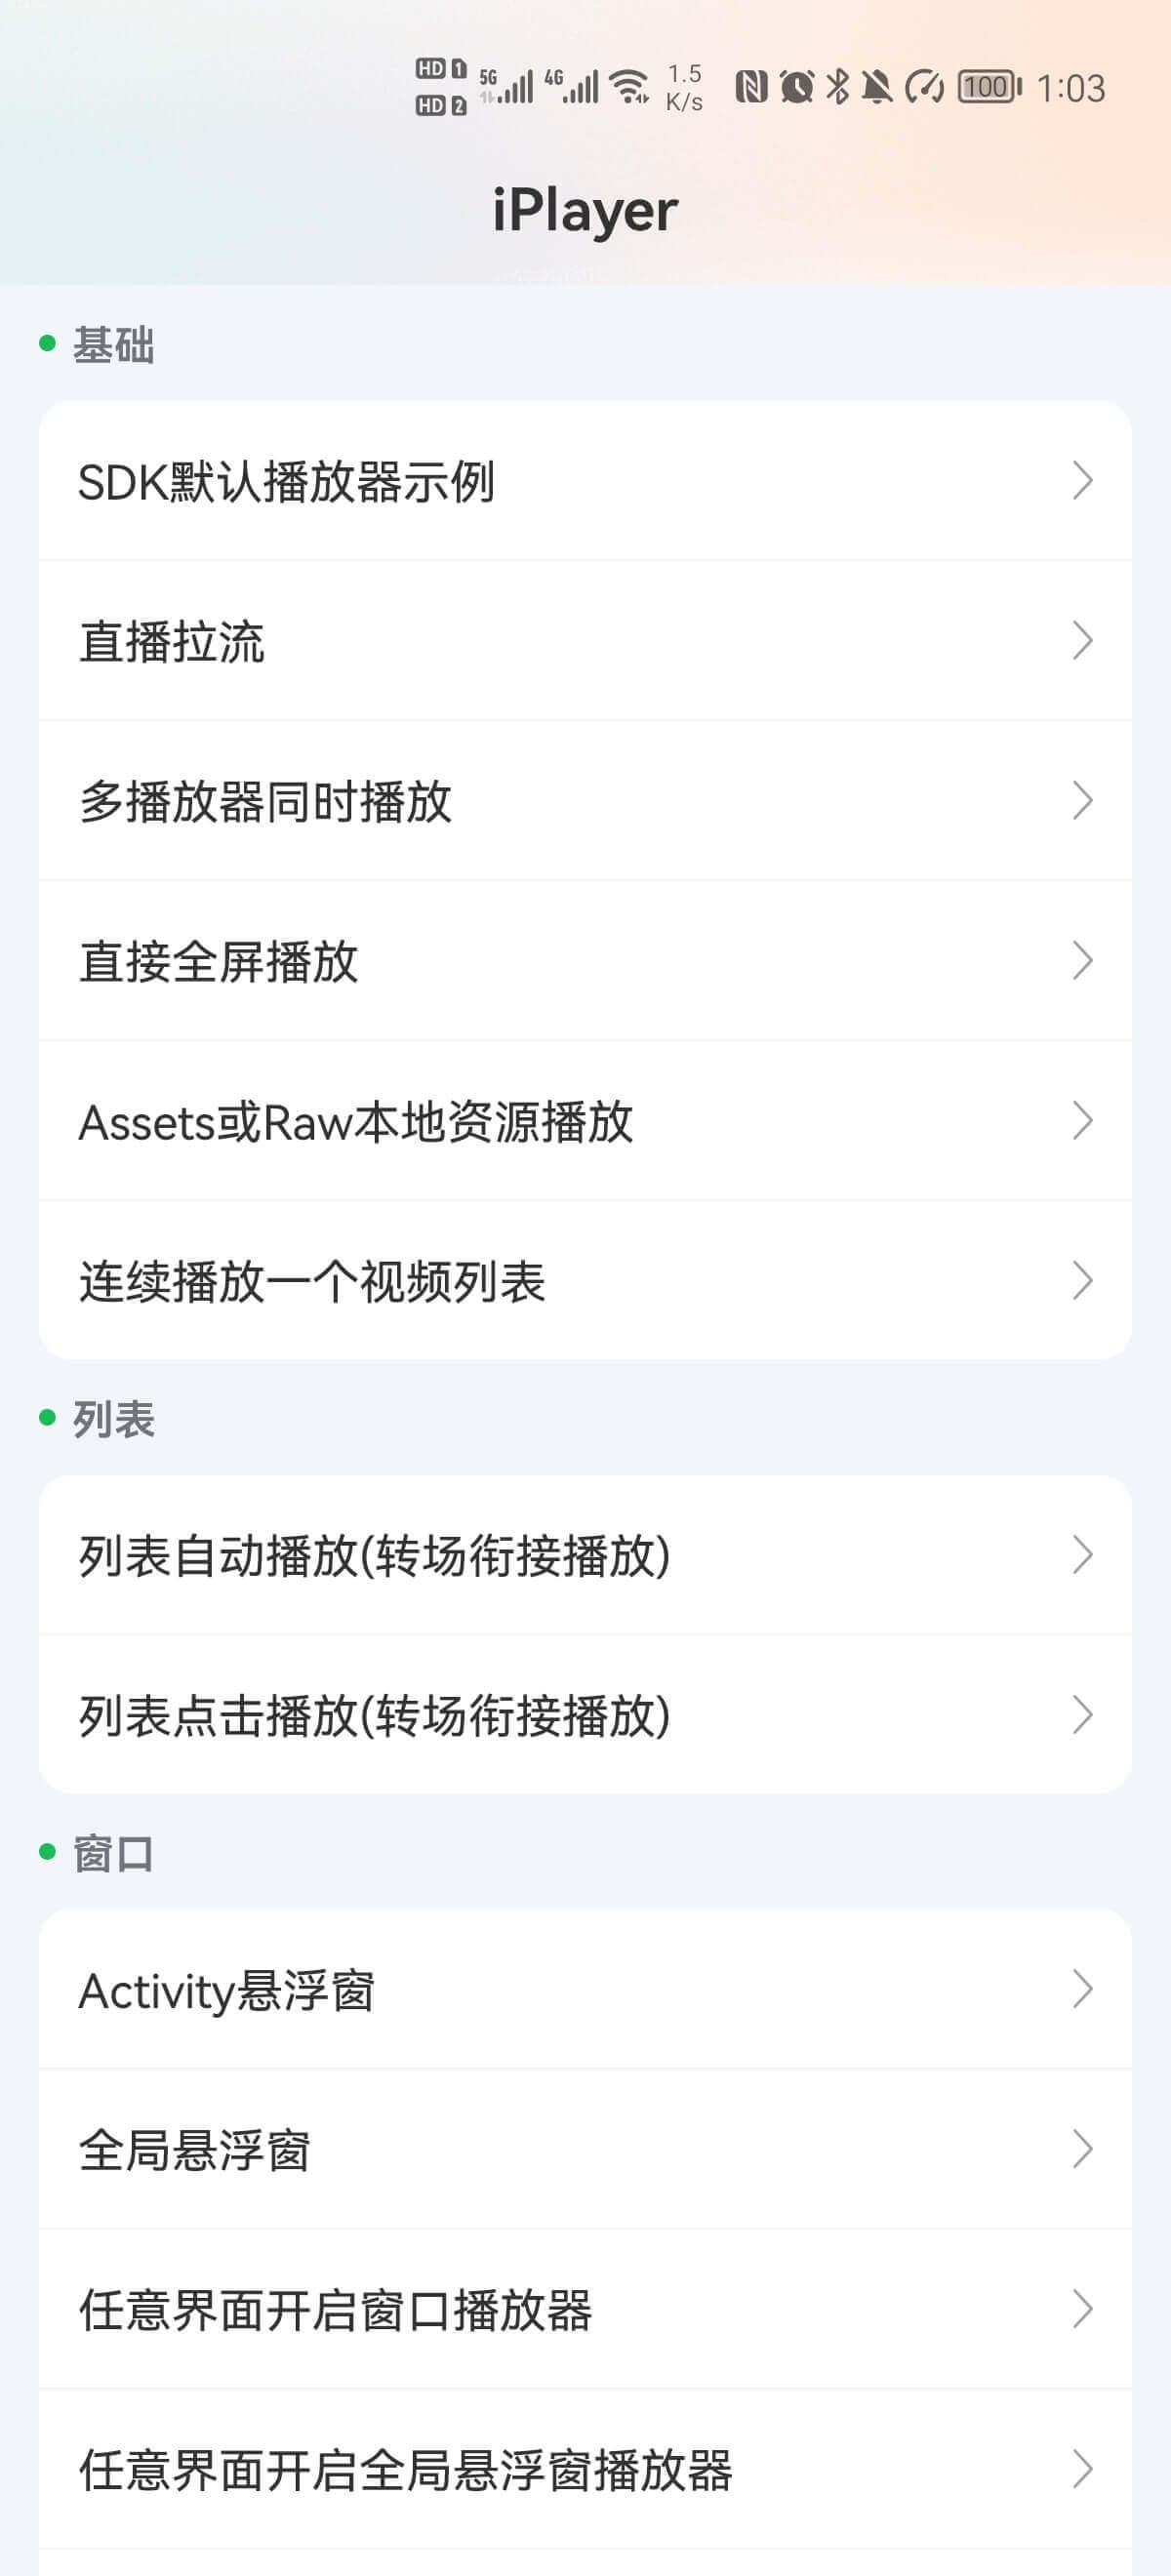 HD 1 5G 4G 1.5 100 1:03
HD 2 K/s
iPlayer
基础
SDK默认播放器示例
直播拉流
多播放器同时播放
直接全屏播放
Assets或Raw本地资源播放
连续播放一个视频列表
列表
列表自动播放(转场衔接播放)
列表点击播放(转场衔接播放)
窗口
Activity悬浮窗
全局悬浮窗
任意界面开启窗口播放器
任意界面开启全局悬浮窗播放器